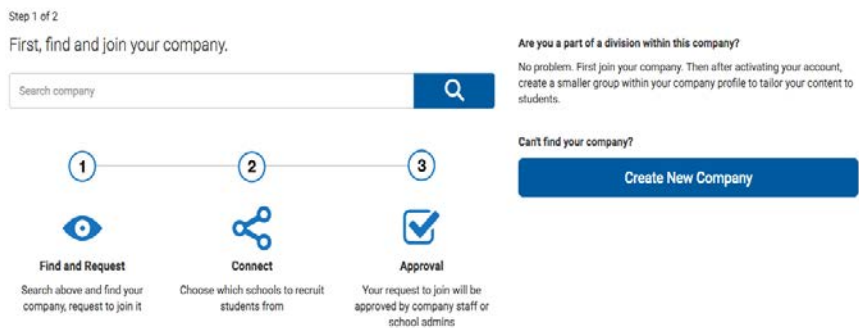 Step 1 of 2
First, find and join your company.
Search company
1
2
3
Find and Request
Search above and find your
company, request to join it
Connect
Choose which schools to recruit
students from
Approval
Your request to join will be
approved by company staff or
school admins
Are you a part of a division within this company?
No problem. First join your company. Then after activating your account,
create a smaller group within your company profile to tailor your content to
students.
Can't find your company?
Create New Company